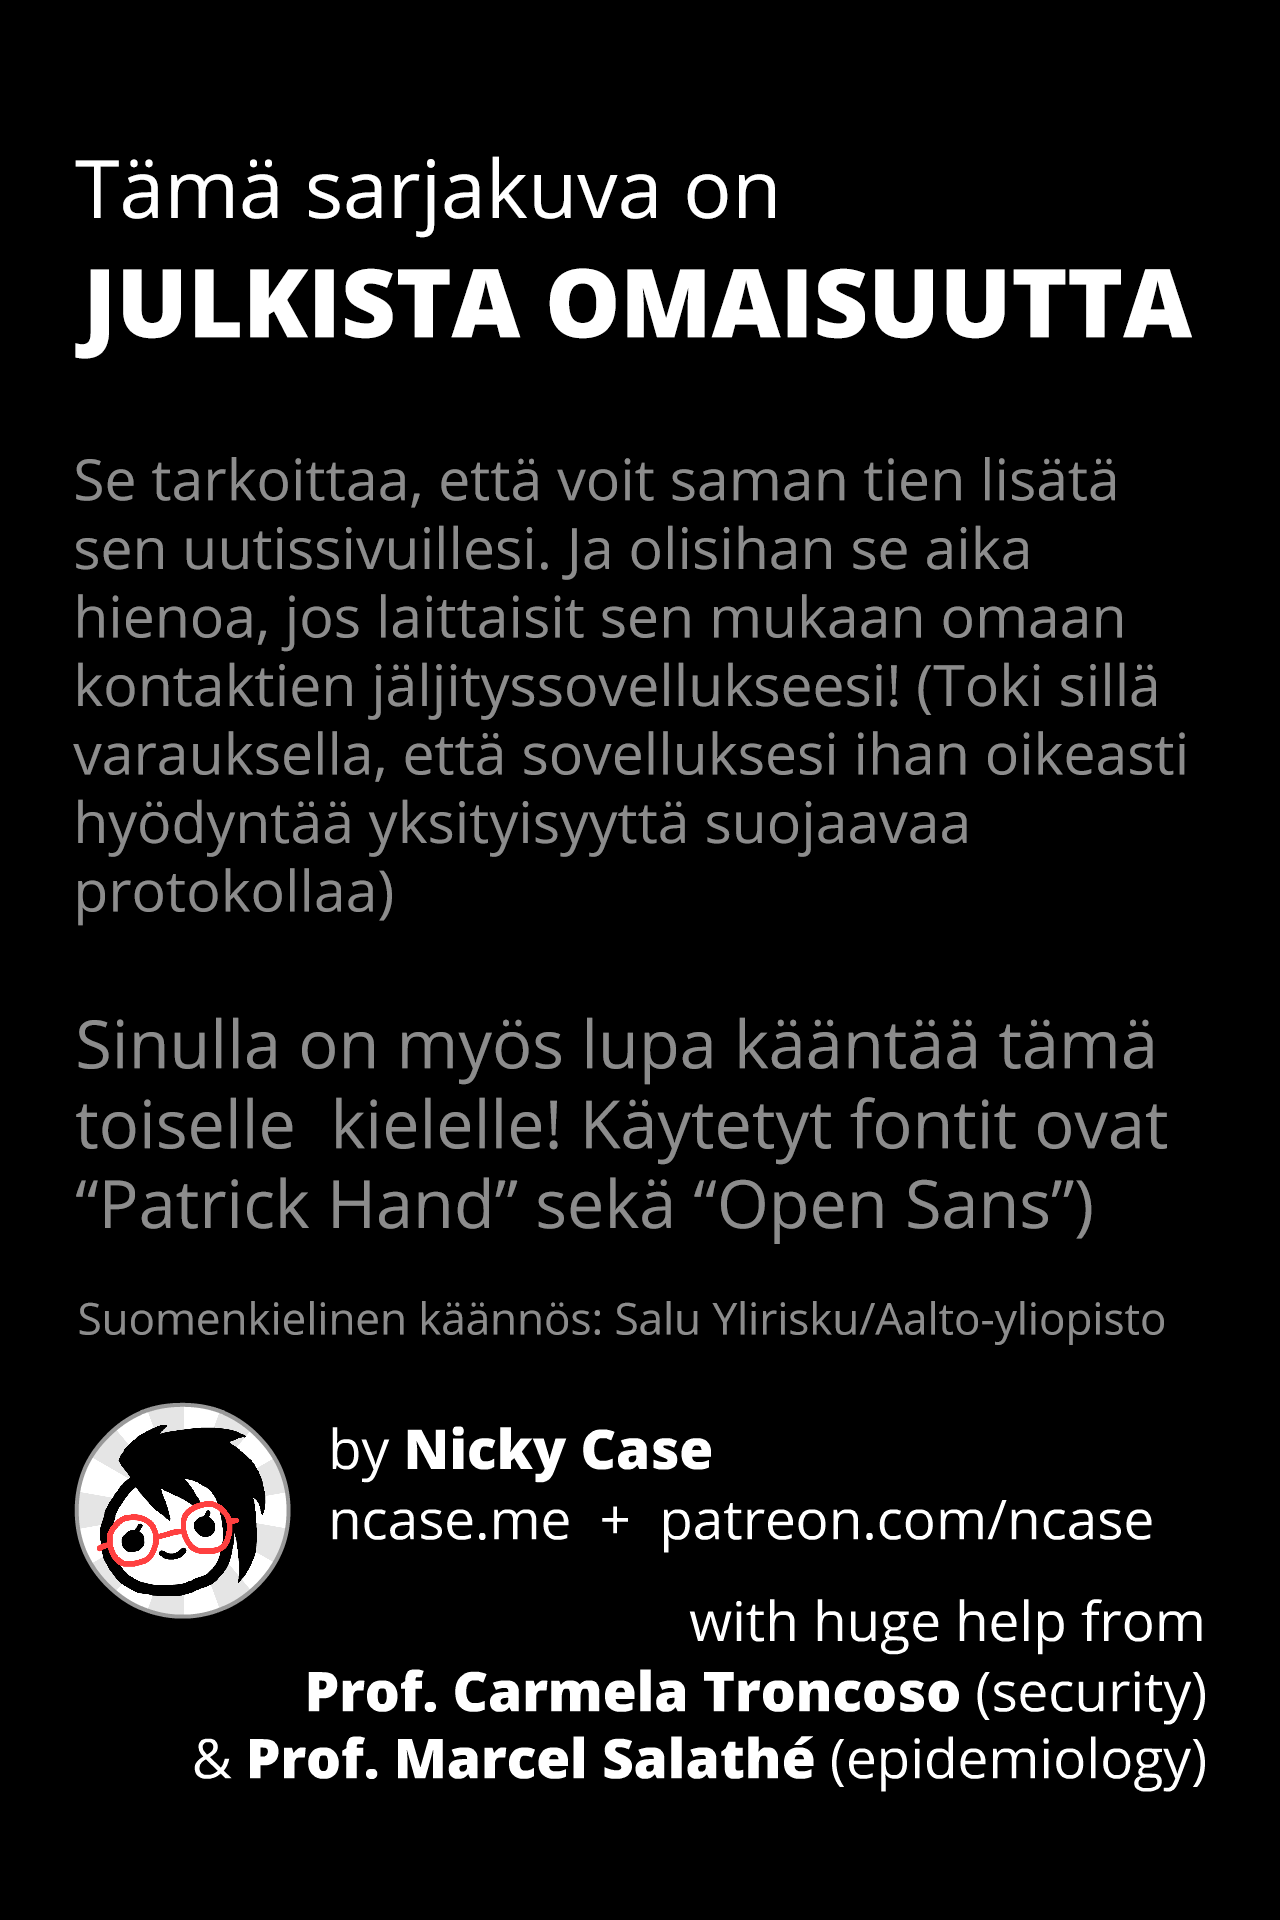 Tämä sarjakuva on
JULKISTA OMAISUUTTA
Se tarkoittaa, että voit saman tien lisätä
sen uutissivuillesi. Ja olisihan se aika
hienoa, jos laittaisit sen mukaan omaan
kontaktien jäljityssovellukseesi! (Toki sillä
varauksella, että sovelluksesi ihan oikeasti
hyödyntää yksityisyyttä suojaavaa
protokollaa)
Sinulla on myös lupa kääntää tämä
toiselle  kielelle! Käytetyt fontit ovat
“Patrick Hand” sekä “Open Sans”)
Suomenkielinen käännös: Salu Ylirisku/Aalto-yliopisto
by Nicky Case
ncase.me + patreon.com/ncase
with huge help from
Prof. Carmela Troncoso (security)
& Prof. Marcel Salathé (epidemiology)